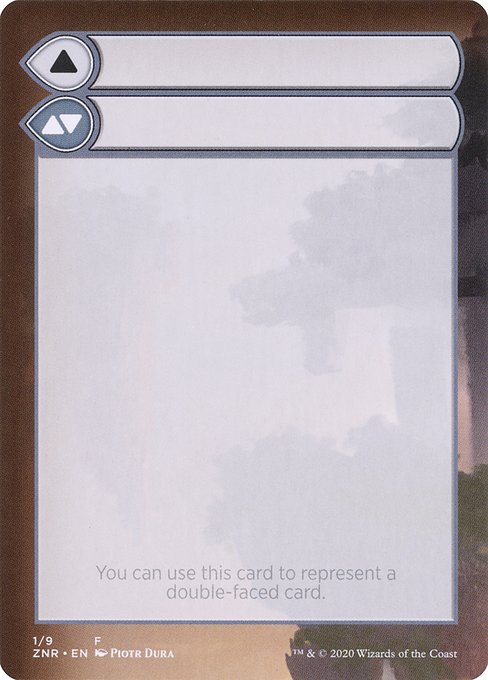 You can use this card to represent a
double-faced card.
1/9 F
ZNR • EN Piotr Dura
™ & © 2020 Wizards of the Coast